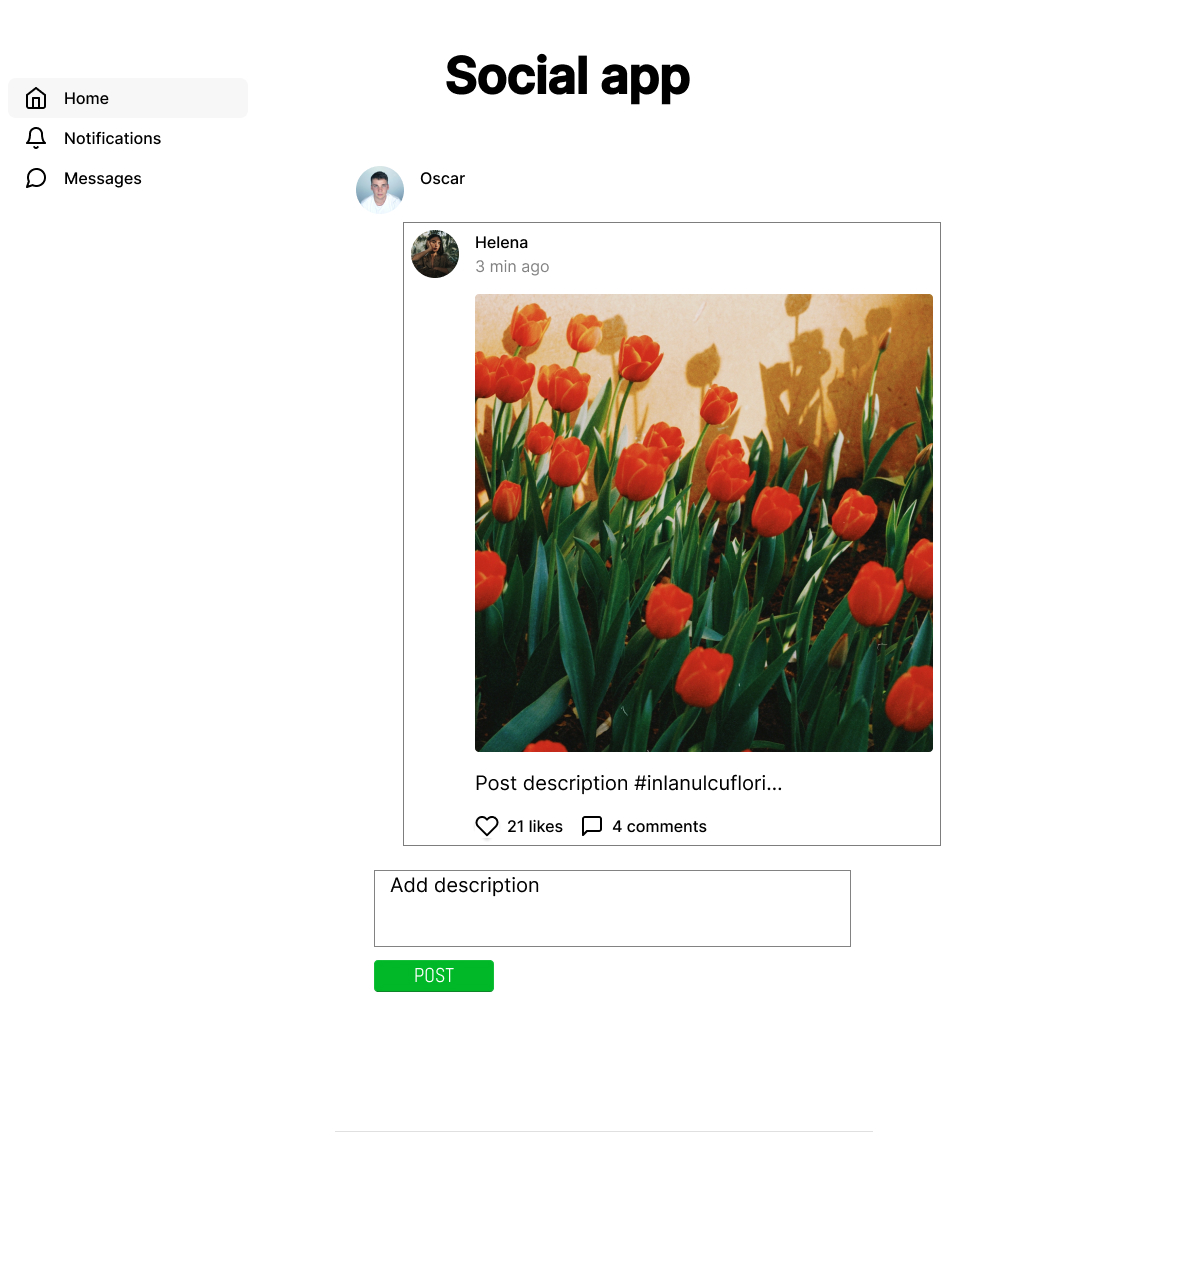 Social app
Home
Notifications
Messages
Oscar
Helena
3 min ago
Post description #inlanulcuflori...
21 likes
4 comments
Add description
POST